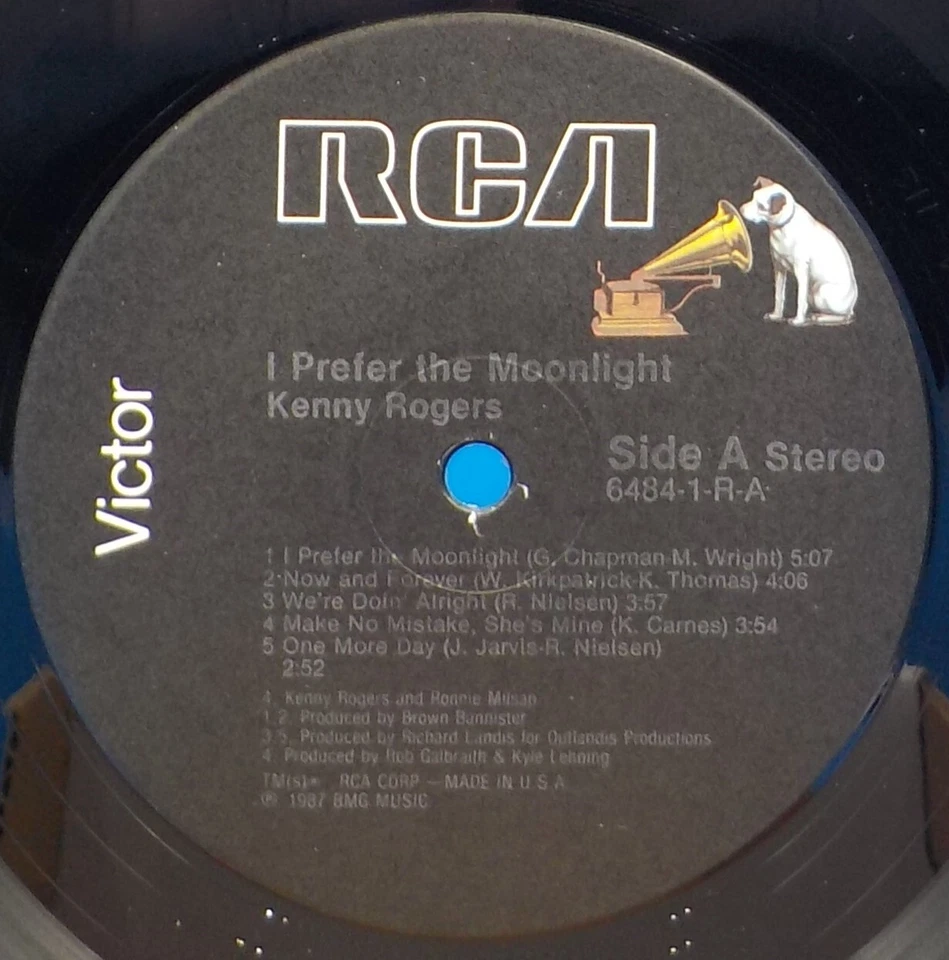 RCA
Victor
I Prefer the Moonlight
Kenny Rogers
Side A Stereo
6484-1-R-A
1 I Prefer the Moonlight (G. Chapman-M. Wright) 5:07
2 Now and Forever (W. Kirkpatrick-K. Thomas) 4:06
3 We're Doin' Alright (R. Nielsen) 3:57
4 Make No Mistake, She's Mine (K. Carnes) 3:54
5 One More Day (J. Jarvis-R. Nielsen)
2:52
4. Kenny Rogers and Ronnie Milsap
1,2. Produced by Brown Bannister
3,5. Produced by Richard Landis for Outlandis Productions
4. Produced by Rob Galbraith & Kyle Lehning
TM(s)® RCA CORP — MADE IN U.S.A.
℗ 1987 BMG MUSIC